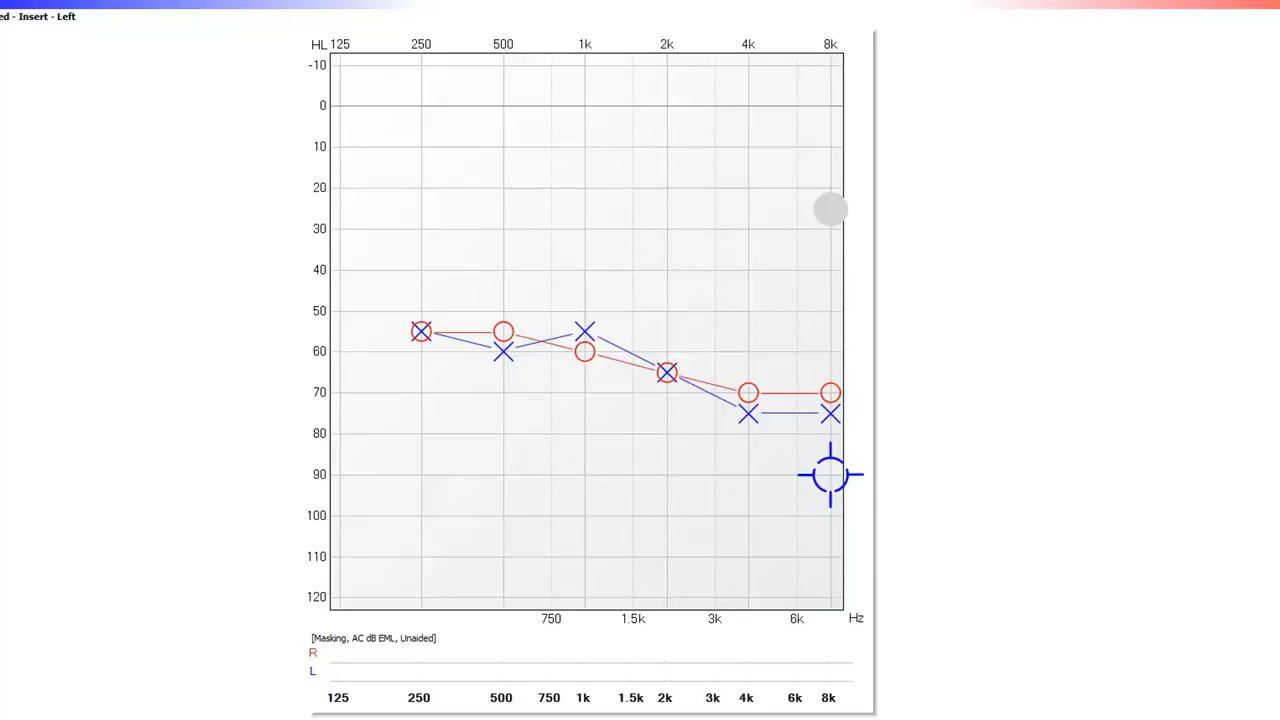 ed - Insert - Left
HL 125 250 500 1k 2k 4k 8k
-10
0
10
20
30
40
50
60
70
80
90
100
110
120
750 1.5k 3k 6k Hz
[Masking, AC dB EML, Unaided]
R
L
125 250 500 750 1k 1.5k 2k 3k 4k 6k 8k